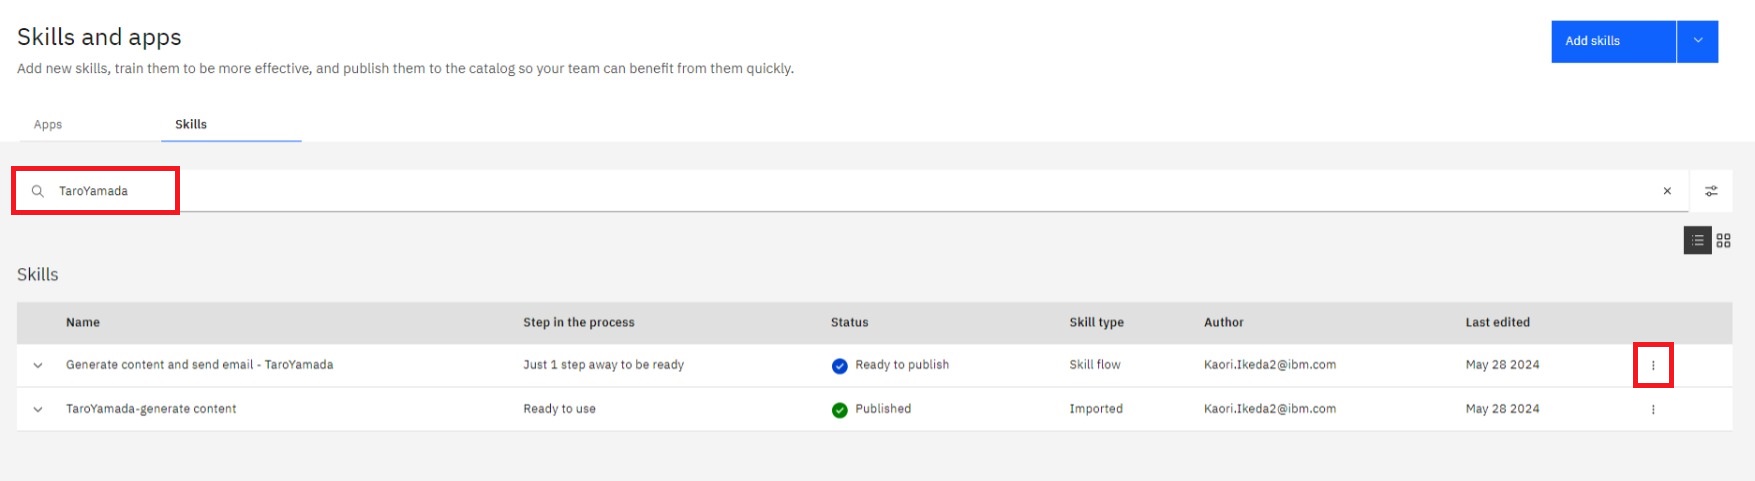 Skills and apps
Add skills
Add new skills, train them to be more effective, and publish them to the catalog so your team can benefit from them quickly.
Apps
Skills
TaroYamada
Skills
Name Step in the process Status Skill type Author Last edited
Generate content and send email - TaroYamada Just 1 step away to be ready Ready to publish Skill flow Kaori.Ikeda2@ibm.com May 28 2024
TaroYamada-generate content Ready to use Published Imported Kaori.Ikeda2@ibm.com May 28 2024